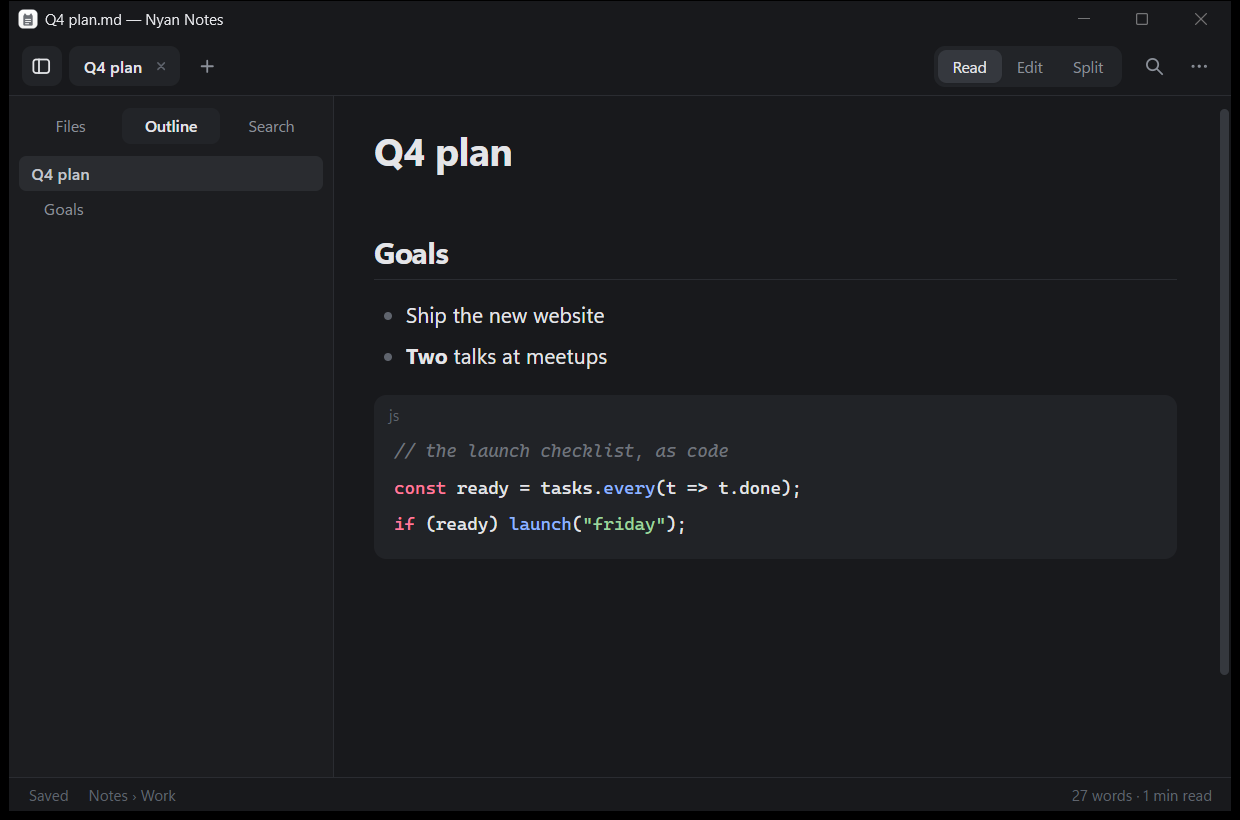 Q4 plan.md — Nyan Notes
Q4 plan
Read Edit Split
Files Outline Search
Q4 plan
Goals
Q4 plan
Goals
Ship the new website
Two talks at meetups
js
// the launch checklist, as code
const ready = tasks.every(t => t.done);
if (ready) launch("friday");
Saved Notes › Work
27 words · 1 min read